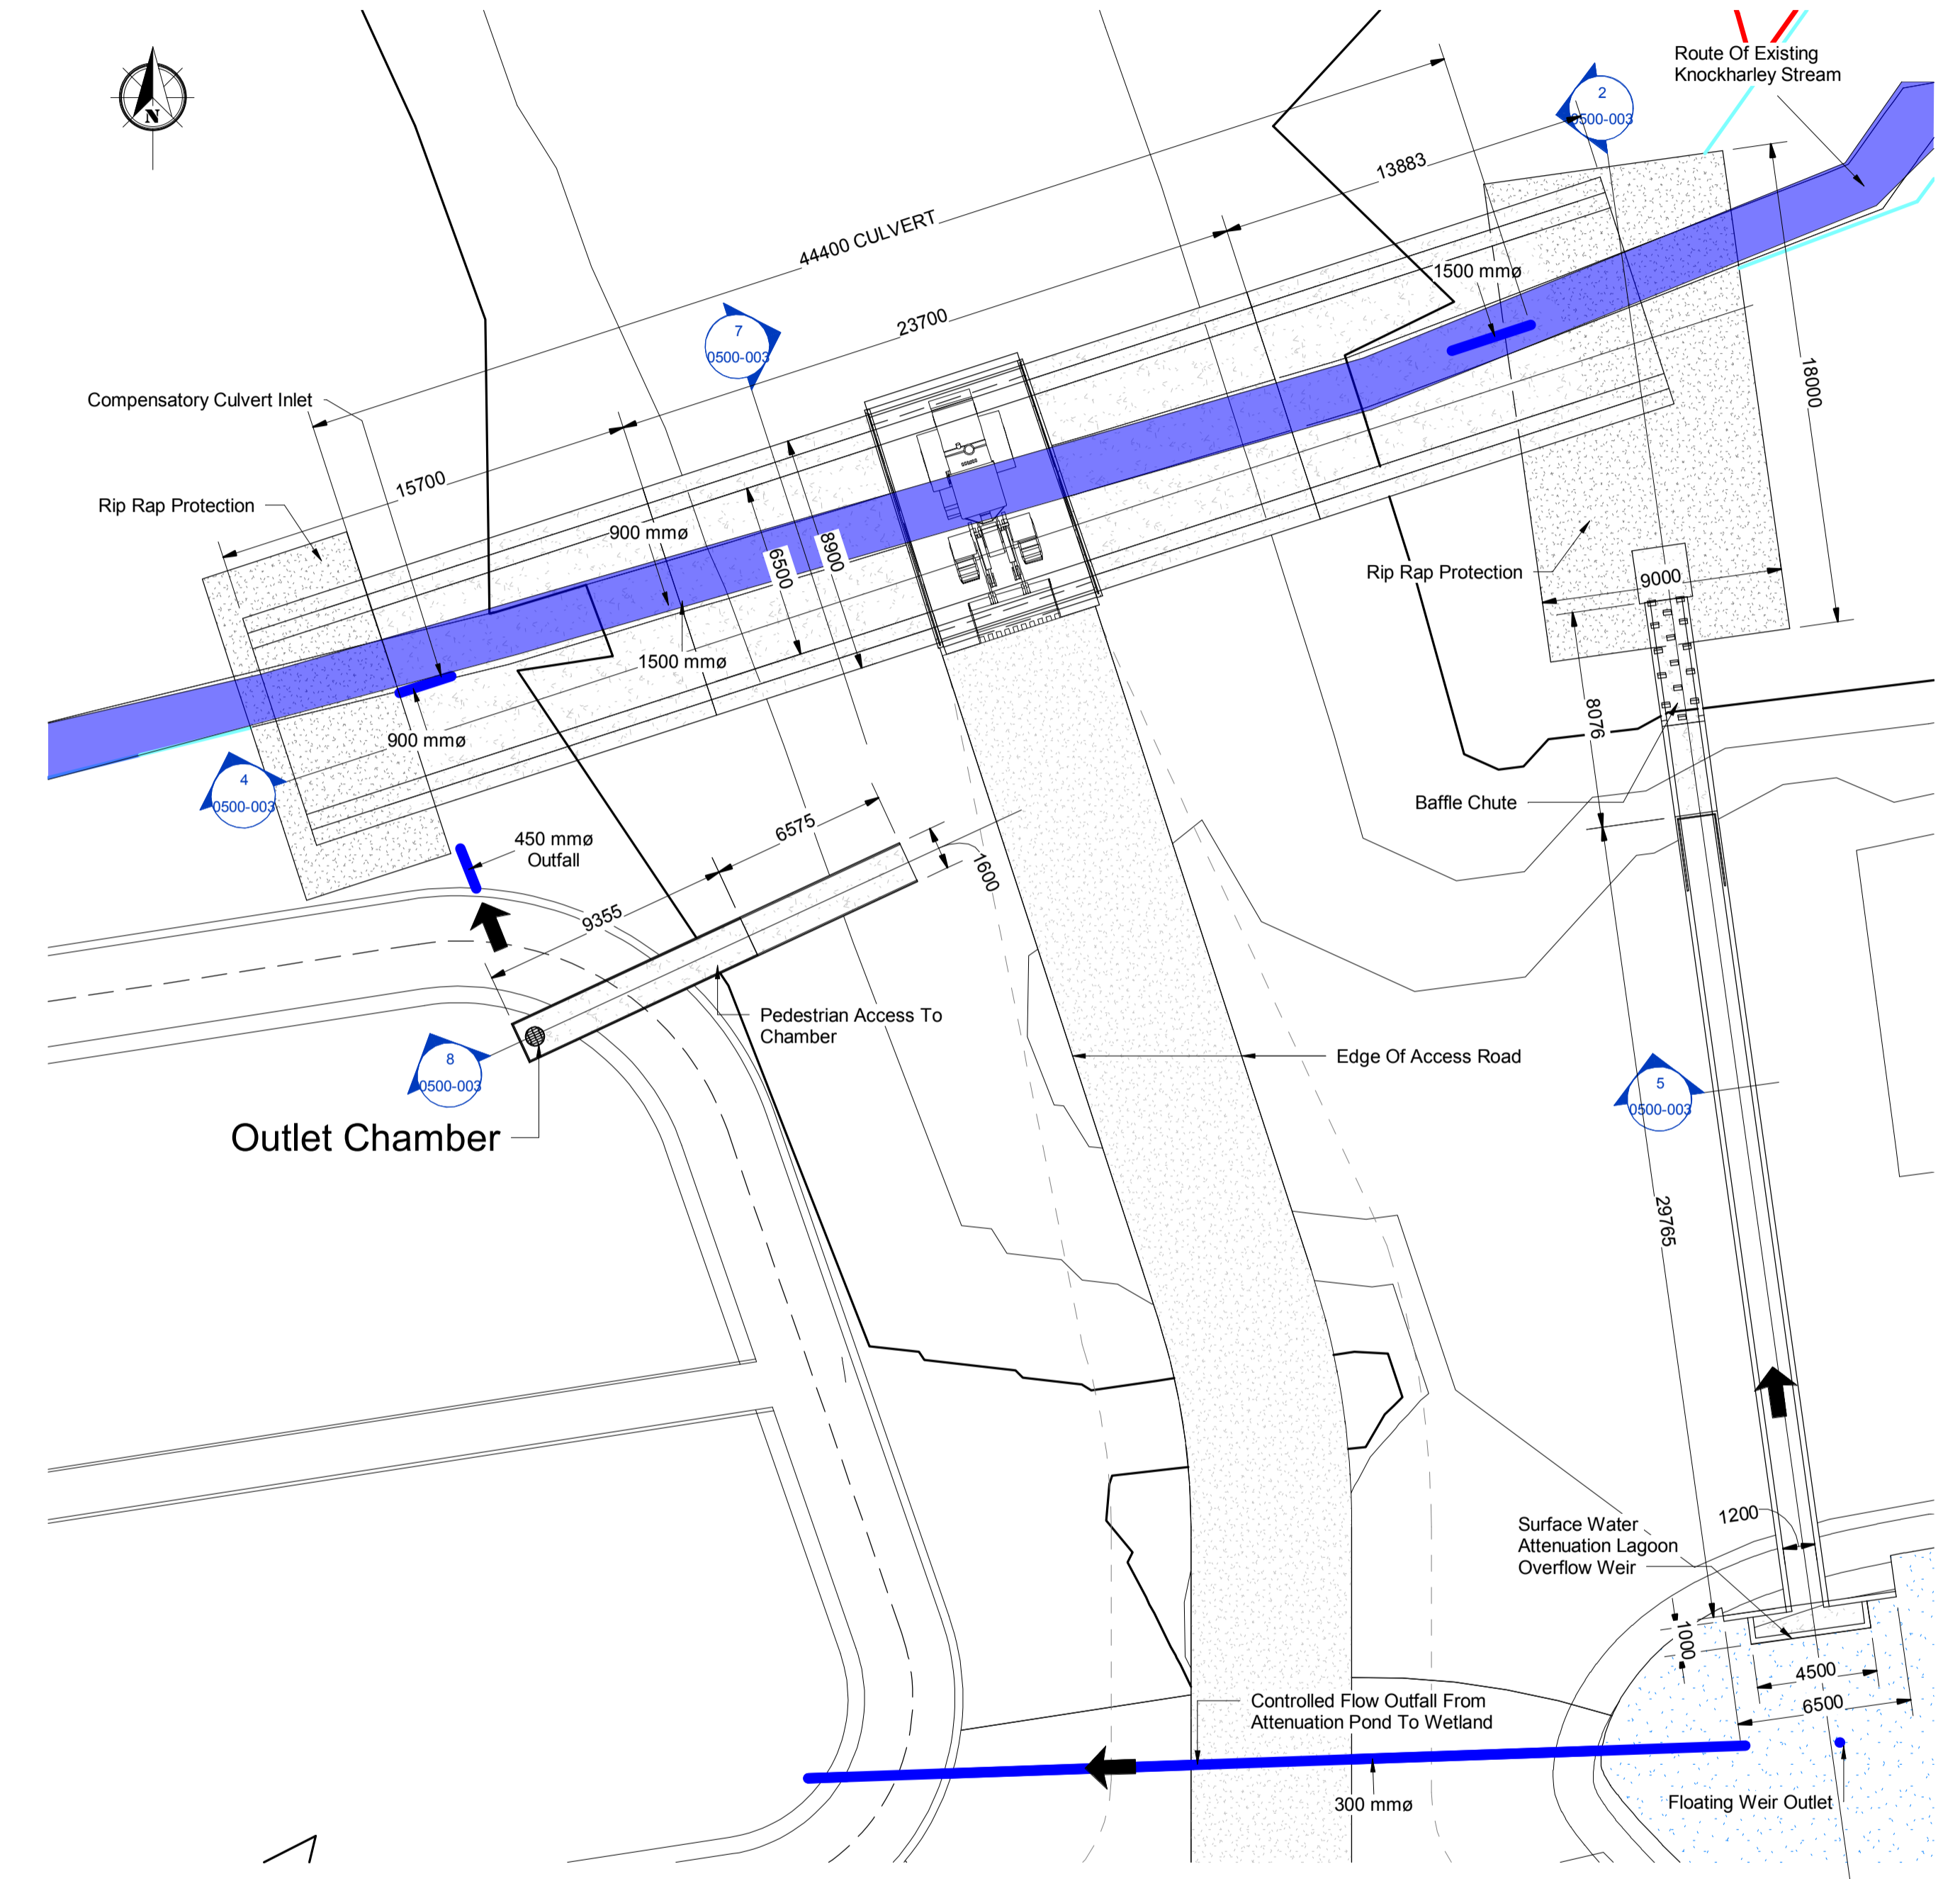 Route Of Existing
Knockharley Stream
N
2
0500-003
13883
44400 CULVERT
1500 mmø
23700
7
0500-003
18000
Compensatory Culvert Inlet
15700
Rip Rap Protection
900 mmø
6500
8900
Rip Rap Protection
9000
1500 mmø
900 mmø
8076
4
0500-003
Baffle Chute
450 mmø
Outfall
6575
1600
9355
Pedestrian Access To
Chamber
Edge Of Access Road
8
0500-003
5
0500-003
Outlet Chamber
29765
1200
Surface Water
Attenuation Lagoon
Overflow Weir
1000
4500
6500
Controlled Flow Outfall From
Attenuation Pond To Wetland
300 mmø
Floating Weir Outlet